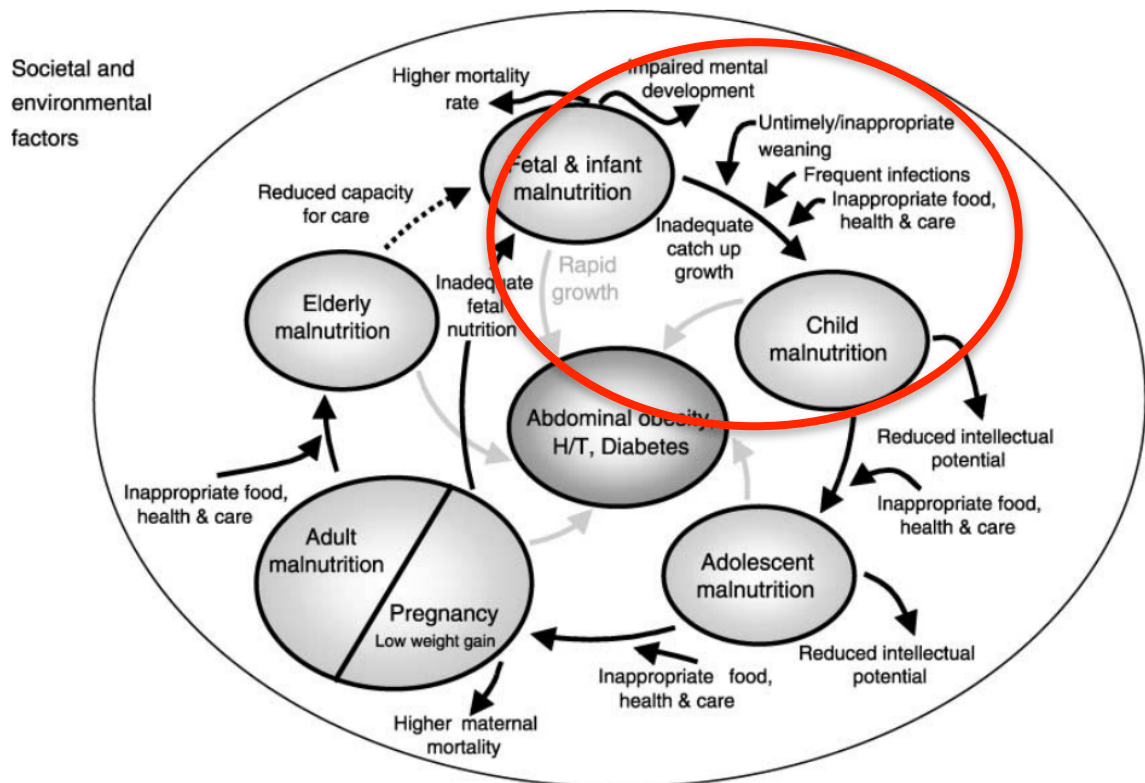 Societal and
environmental
factors
Higher mortality
rate
Impaired mental
development
Untimely/inappropriate
weaning
Frequent infections
Inappropriate food,
health & care
Fetal & infant
malnutrition
Reduced capacity
for care
Inadequate
catch up
growth
Rapid
growth
Inadequate
fetal
nutrition
Elderly
malnutrition
Child
malnutrition
Abdominal obesity,
H/T, Diabetes
Reduced intellectual
potential
Inappropriate food,
health & care
Inappropriate food,
health & care
Adult
malnutrition
Pregnancy
Low weight gain
Adolescent
malnutrition
Reduced intellectual
potential
Inappropriate food,
health & care
Higher maternal
mortality